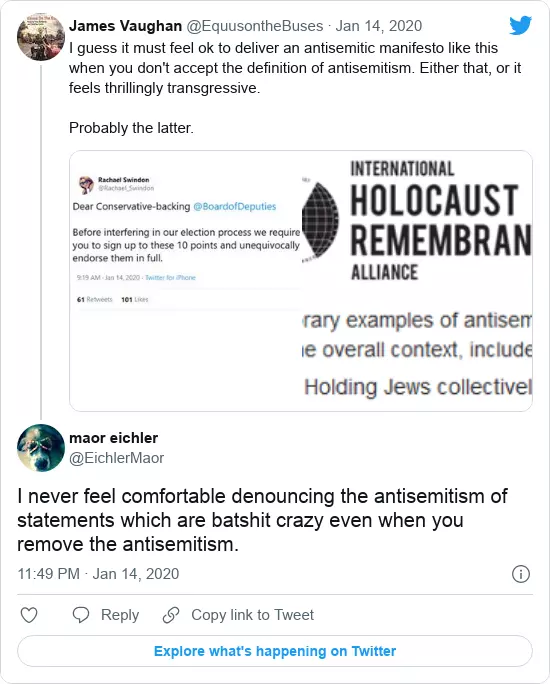 James Vaughan @EquusontheBuses · Jan 14, 2020
I guess it must feel ok to deliver an antisemitic manifesto like this
when you don't accept the definition of antisemitism. Either that, or it
feels thrillingly transgressive.
Probably the latter.
Rachael Swindon
@Rachael_Swindon
Dear Conservative-backing @BoardofDeputies
Before interfering in our election process we require
you to sign up to these 10 points and unequivocally
endorse them in full.
9:19 AM · Jan 14, 2020 · Twitter for iPhone
61 Retweets 101 Likes
INTERNATIONAL
HOLOCAUST
REMEMBRAN
ALLIANCE
rary examples of antisem
e overall context, include
Holding Jews collectivel
maor eichler
@EichlerMaor
I never feel comfortable denouncing the antisemitism of
statements which are batshit crazy even when you
remove the antisemitism.
11:49 PM · Jan 14, 2020
Reply Copy link to Tweet
Explore what's happening on Twitter